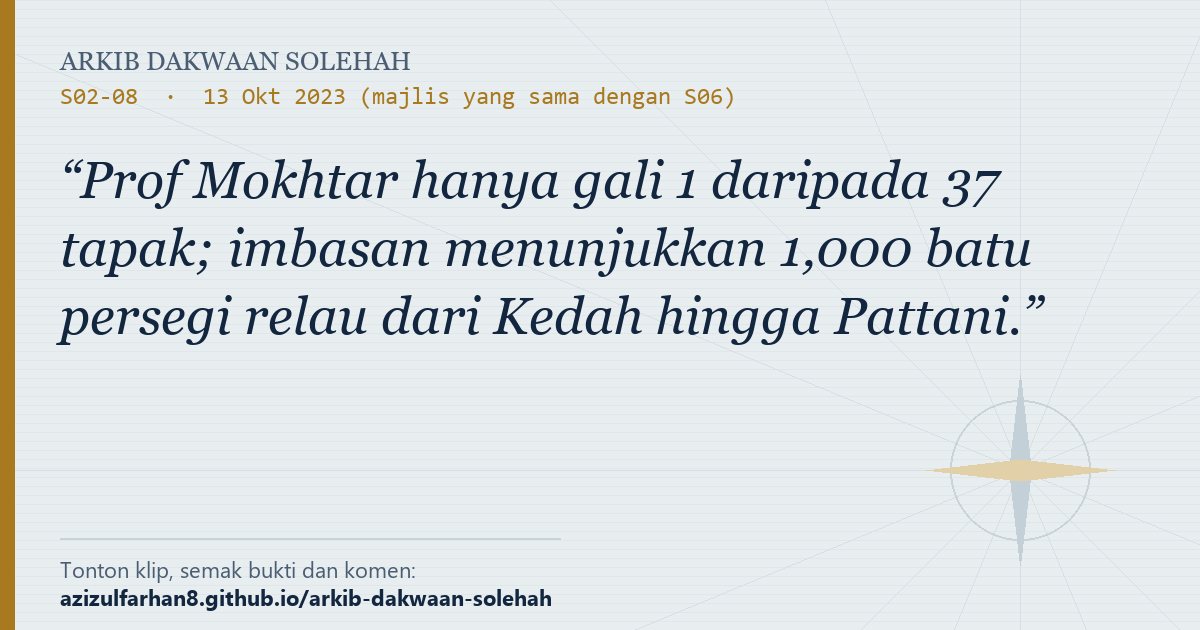 ARKIB DAKWAAN SOLEHAH
S02-08 · 13 Okt 2023 (majlis yang sama dengan S06)
“Prof Mokhtar hanya gali 1 daripada 37
tapak; imbasan menunjukkan 1,000 batu
persegi relau dari Kedah hingga Pattani.”
Tonton klip, semak bukti dan komen:
azizulfarhan8.github.io/arkib-dakwaan-solehah